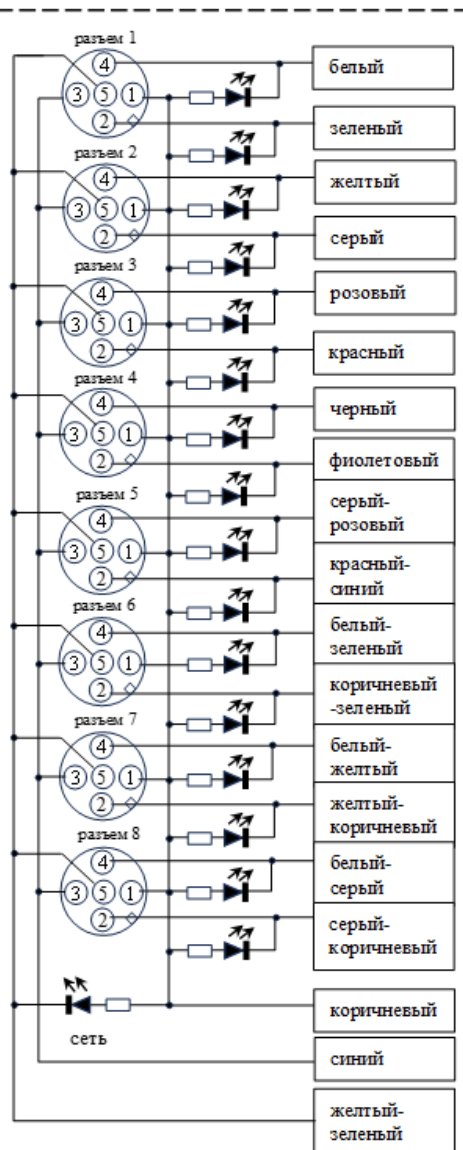 разъем 1
4
3 5 1
2
белый
зеленый
разъем 2
4
3 5 1
2
желтый
серый
разъем 3
4
3 5 1
2
розовый
красный
разъем 4
4
3 5 1
2
черный
фиолетовый
разъем 5
4
3 5 1
2
серый-
розовый
красный-
синий
разъем 6
4
3 5 1
2
белый-
зеленый
коричневый
-зеленый
разъем 7
4
3 5 1
2
белый-
желтый
желтый-
коричневый
разъем 8
4
3 5 1
2
белый-
серый
серый-
коричневый
сеть
коричневый
синий
желтый-
зеленый